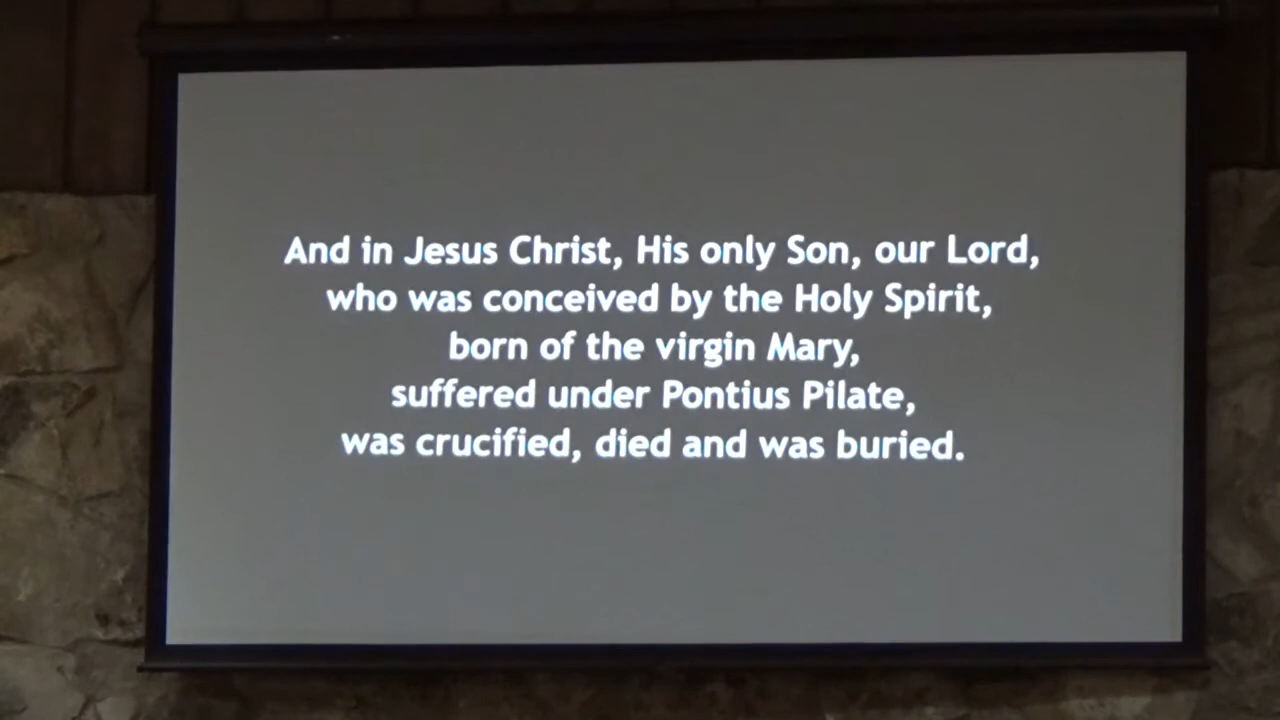 And in Jesus Christ, His only Son, our Lord,
who was conceived by the Holy Spirit,
born of the virgin Mary,
suffered under Pontius Pilate,
was crucified, died and was buried.